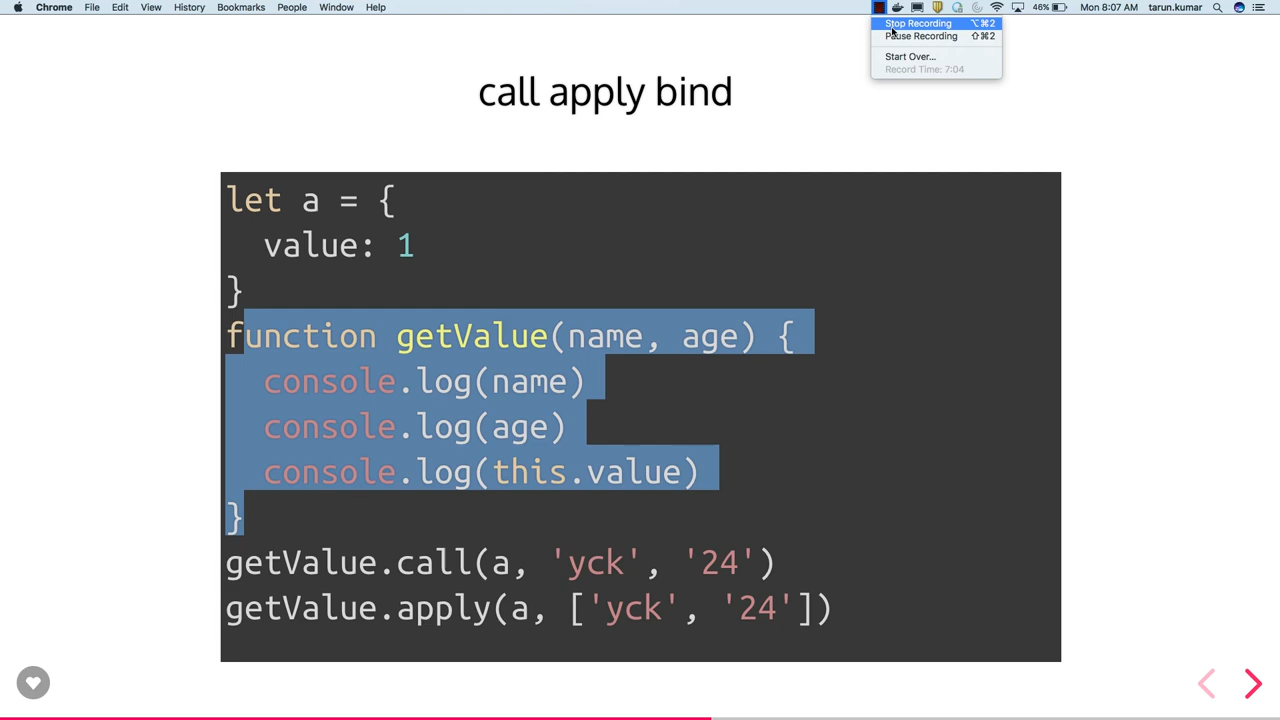 Chrome File Edit View History Bookmarks People Window Help 46% Mon 8:07 AM tarun.kumar
Stop Recording ⌥⌘2
Pause Recording ⇧⌘2
Start Over...
Record Time: 7:04
call apply bind
let a = {
  value: 1
}
function getValue(name, age) {
  console.log(name)
  console.log(age)
  console.log(this.value)
}
getValue.call(a, 'yck', '24')
getValue.apply(a, ['yck', '24'])